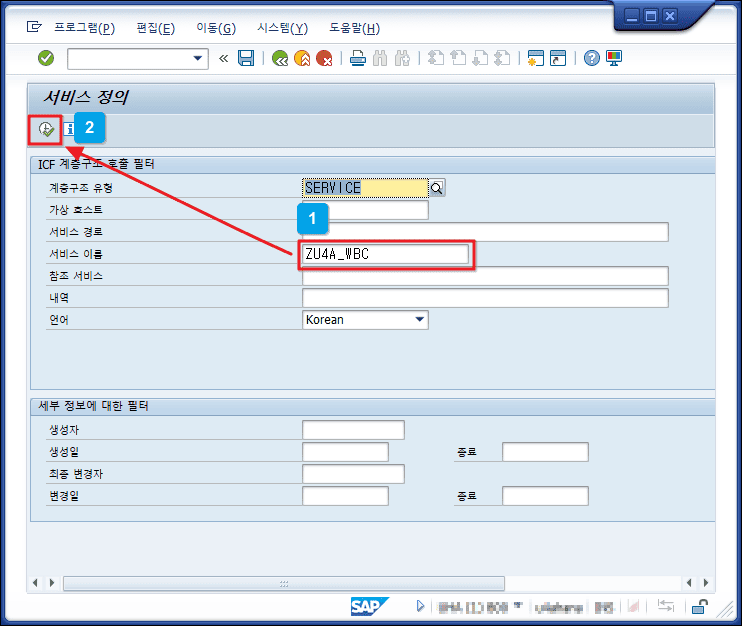 프로그램(P) 편집(E) 이동(G) 시스템(Y) 도움말(H)
서비스 정의
2
ICF 계층구조 호출 필터
계층구조 유형 SERVICE
가상 호스트
1
서비스 경로
서비스 이름 ZU4A_WBC
참조 서비스
내역
언어 Korean
세부 정보에 대한 필터
생성자
생성일 종료
최종 변경자
변경일 종료
SAP